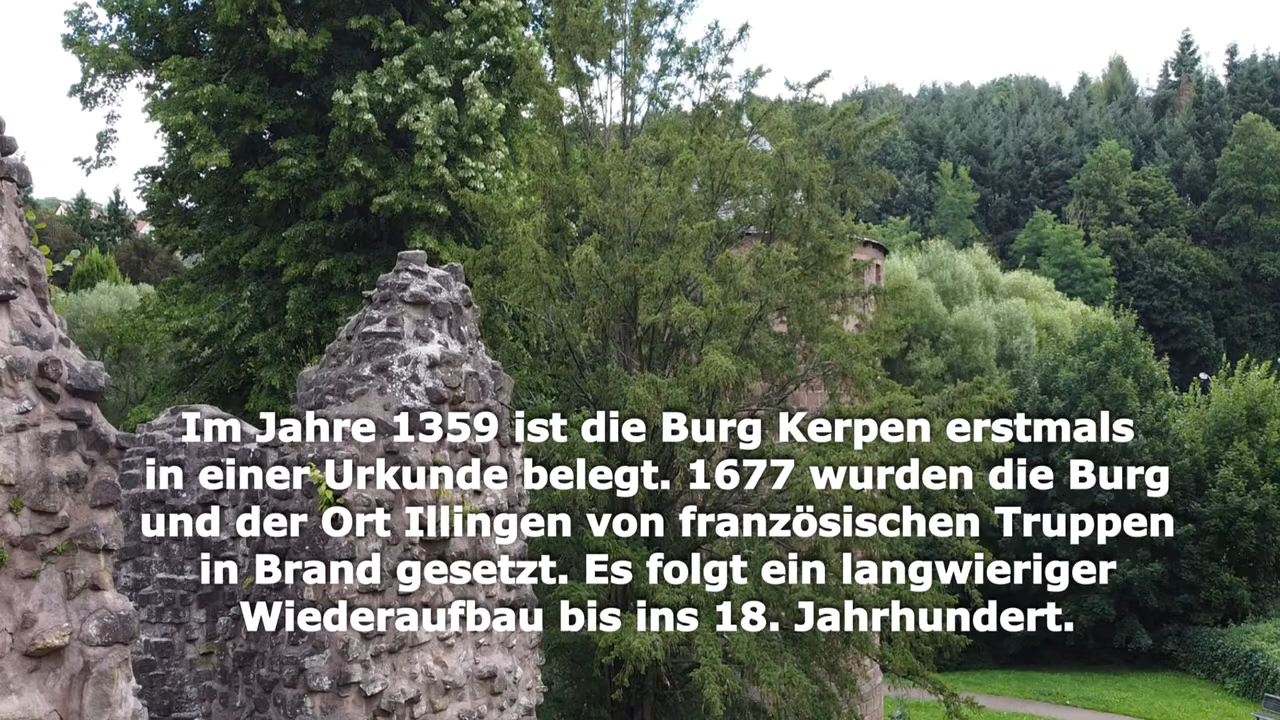 Im Jahre 1359 ist die Burg Kerpen erstmals
in einer Urkunde belegt. 1677 wurden die Burg
und der Ort Illingen von französischen Truppen
in Brand gesetzt. Es folgt ein langwieriger
Wiederaufbau bis ins 18. Jahrhundert.